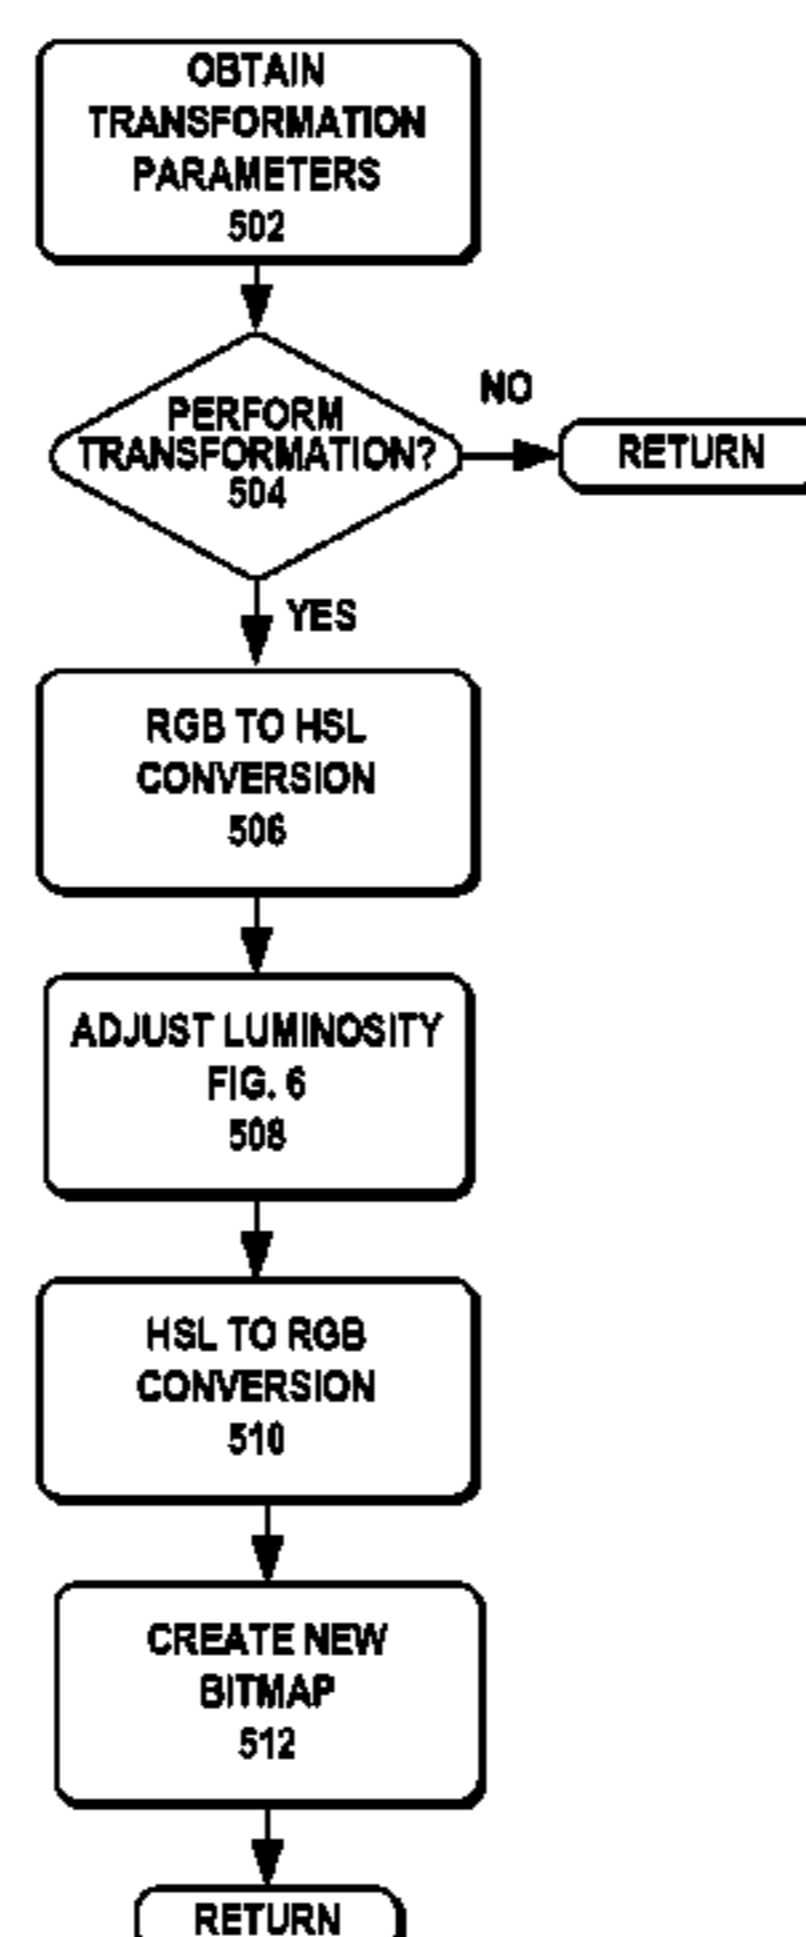 OBTAIN
TRANSFORMATION
PARAMETERS
502
PERFORM
TRANSFORMATION?
504
NO
RETURN
YES
RGB TO HSL
CONVERSION
506
ADJUST LUMINOSITY
FIG. 6
508
HSL TO RGB
CONVERSION
510
CREATE NEW
BITMAP
512
RETURN